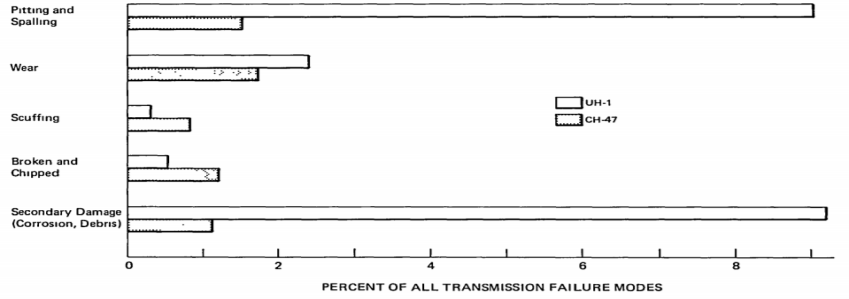 Pitting and
Spalling
Wear
Scuffing
Broken and
Chipped
Secondary Damage
(Corrosion, Debris)
UH-1
CH-47
0 2 4 6 8
PERCENT OF ALL TRANSMISSION FAILURE MODES